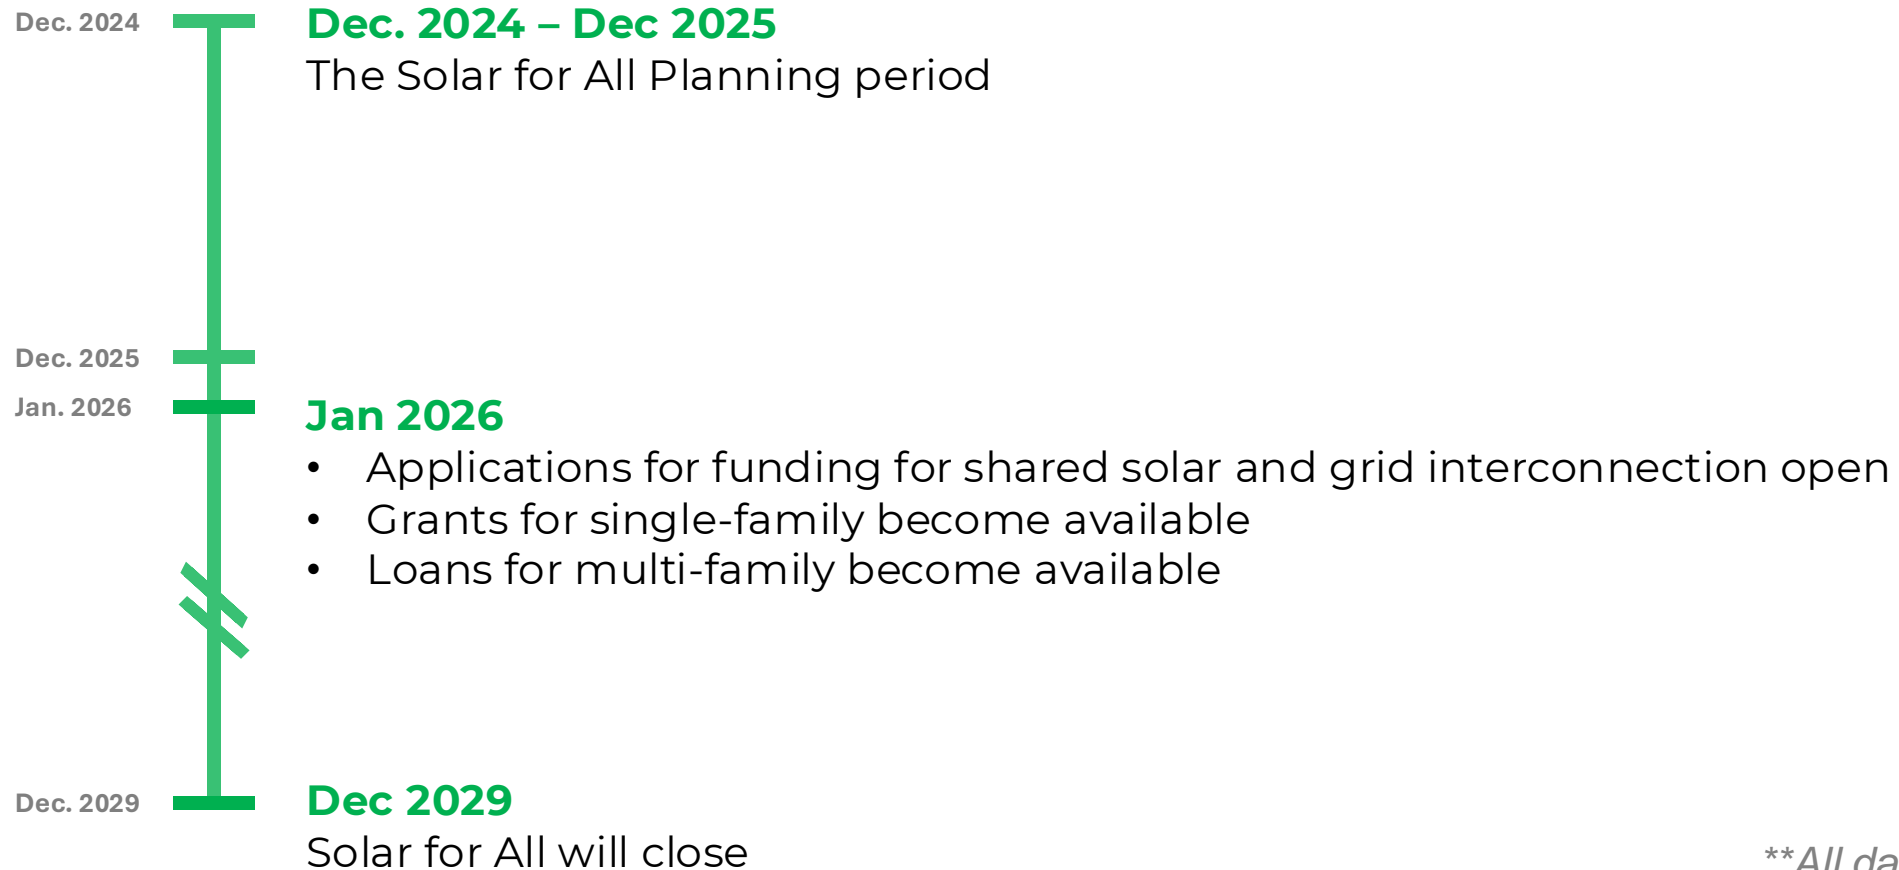 Dec. 2024
Dec. 2024 – Dec 2025
The Solar for All Planning period
Dec. 2025
Jan. 2026
Jan 2026
• Applications for funding for shared solar and grid interconnection open
• Grants for single-family become available
• Loans for multi-family become available
Dec. 2029
Dec 2029
Solar for All will close
**All